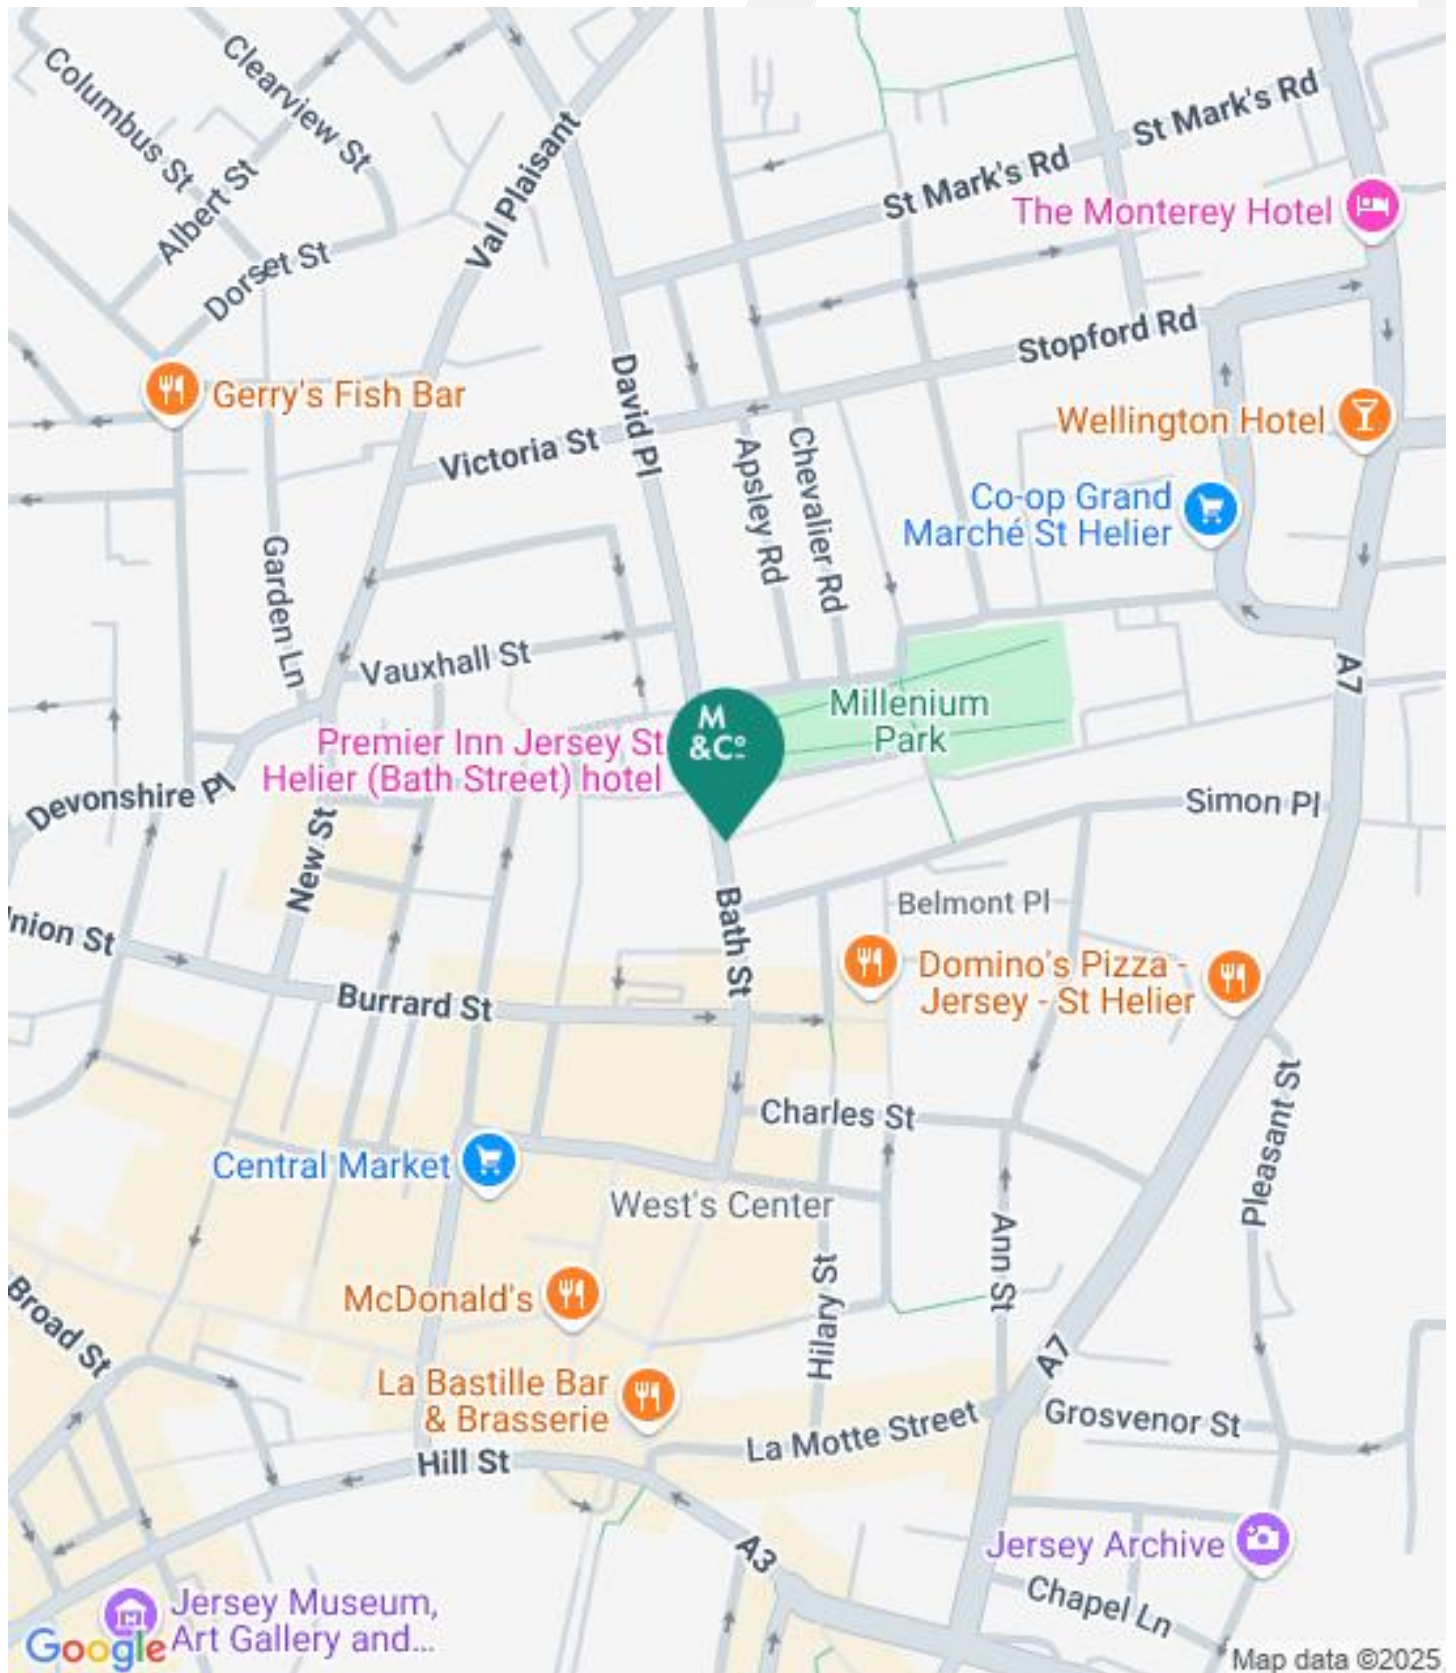 Columbus St
Clearview St
Albert St
Dorset St
Val Plaisant
St Mark's Rd
St Mark's Rd
The Monterey Hotel
Stopford Rd
Gerry's Fish Bar
Victoria St
David Pl
Apsley Rd
Chevalier Rd
Wellington Hotel
Co-op Grand
Marché St Helier
Garden Ln
Vauxhall St
A7
M
&Co
Millenium
Park
Premier Inn Jersey St
Helier (Bath Street) hotel
Devonshire Pl
New St
Simon Pl
Bath St
Belmont Pl
nion St
Burrard St
Domino's Pizza -
Jersey - St Helier
Charles St
Pleasant St
Central Market
West's Center
Ann St
McDonald's
Hilary St
Broad St
La Bastille Bar
& Brasserie
A7
La Motte Street
Grosvenor St
Hill St
A3
Jersey Archive
Chapel Ln
Jersey Museum,
Art Gallery and...
Google
Map data ©2025